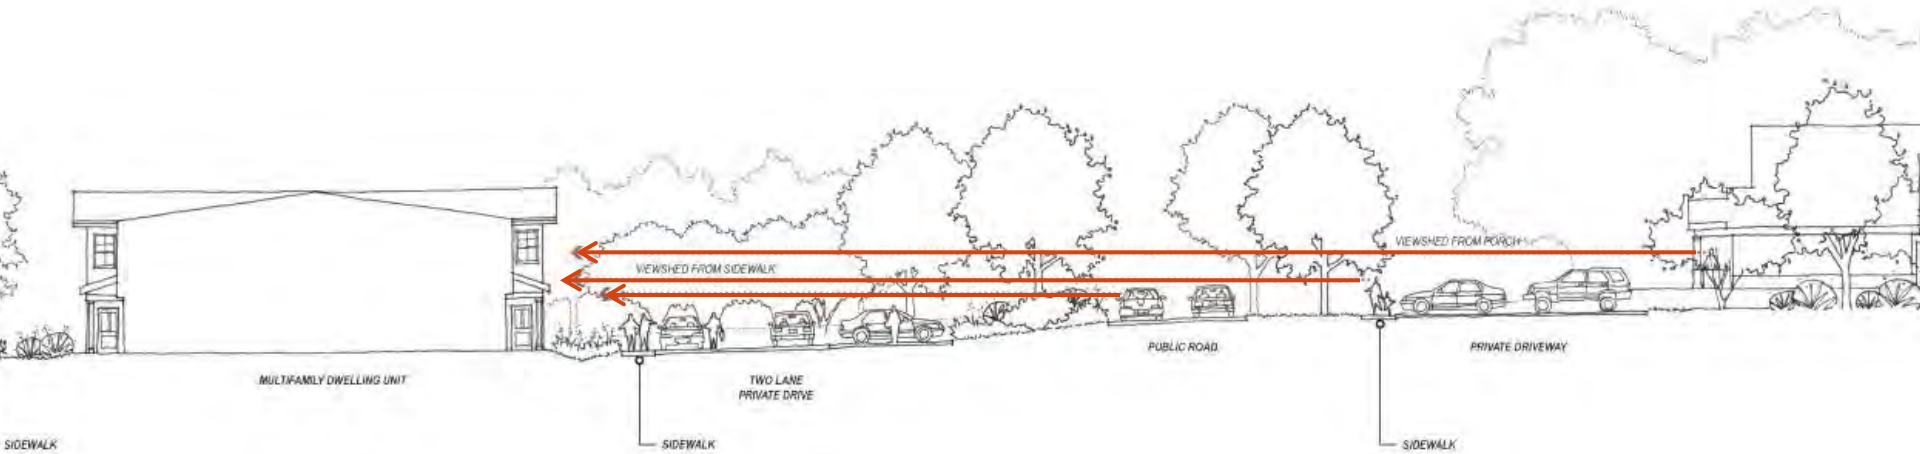 VIEWSHED FROM PORCH
VIEWSHED FROM SIDEWALK
PUBLIC ROAD
PRIVATE DRIVEWAY
MULTIFAMILY DWELLING UNIT
TWO LANE
PRIVATE DRIVE
SIDEWALK
SIDEWALK
SIDEWALK